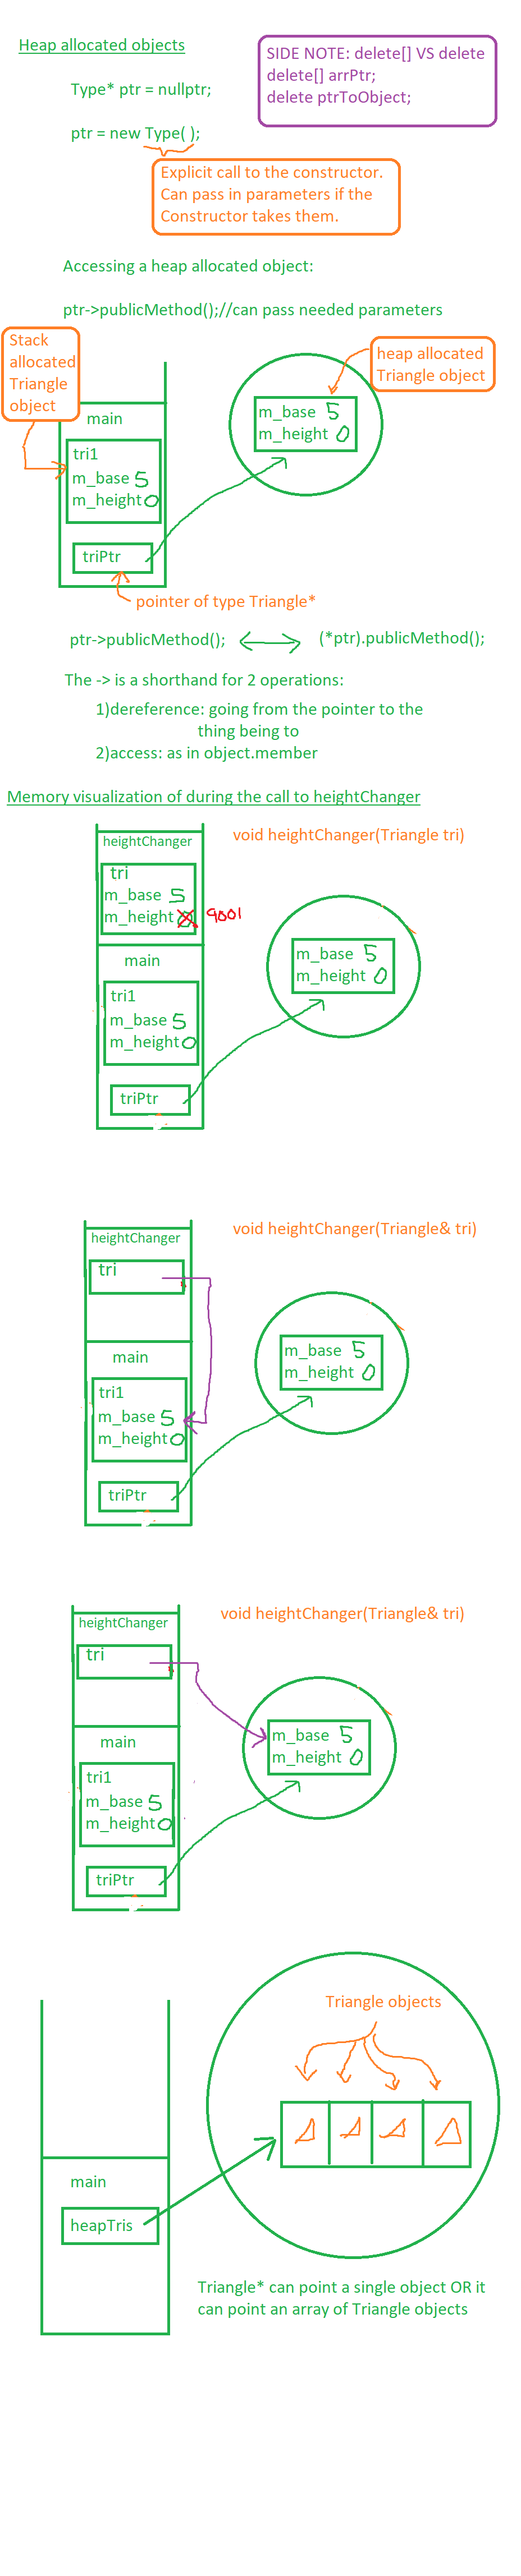 Heap allocated objects
SIDE NOTE: delete[] VS delete
delete[] arrPtr;
delete ptrToObject;
Type* ptr = nullptr;
ptr = new Type( );
Explicit call to the constructor.
Can pass in parameters if the
Constructor takes them.
Accessing a heap allocated object:
ptr->publicMethod();//can pass needed parameters
Stack
allocated
Triangle
object
heap allocated
Triangle object
main
tri1
m_base 5
m_height 0
triPtr
m_base 5
m_height 0
pointer of type Triangle*
ptr->publicMethod();
(*ptr).publicMethod();
The -> is a shorthand for 2 operations:
1)dereference: going from the pointer to the
thing being to
2)access: as in object.member
Memory visualization of during the call to heightChanger
void heightChanger(Triangle tri)
heightChanger
tri
m_base 5
m_height 0 9001
main
tri1
m_base 5
m_height 0
triPtr
m_base 5
m_height 0
void heightChanger(Triangle& tri)
heightChanger
tri
main
tri1
m_base 5
m_height 0
triPtr
m_base 5
m_height 0
void heightChanger(Triangle& tri)
heightChanger
tri
main
tri1
m_base 5
m_height 0
triPtr
m_base 5
m_height 0
Triangle objects
main
heapTris
Triangle* can point a single object OR it
can point an array of Triangle objects